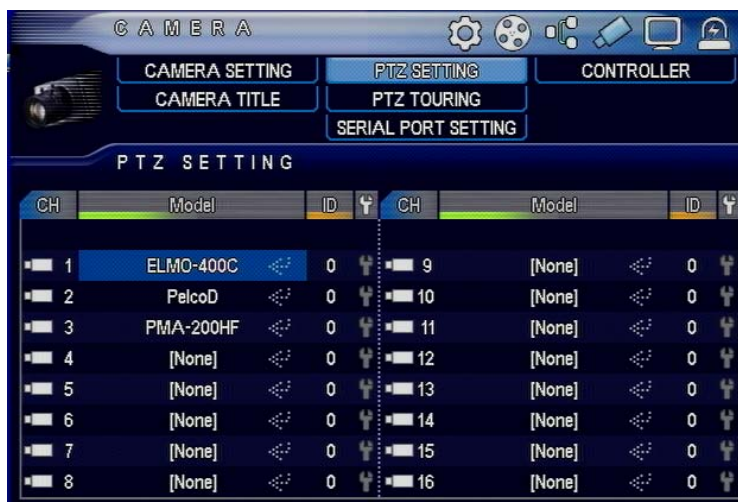 CAMERA
CAMERA SETTING PTZ SETTING CONTROLLER
CAMERA TITLE PTZ TOURING
SERIAL PORT SETTING
PTZ SETTING
CH Model ID CH Model ID
1 ELMO-400C 0 9 [None] 0
2 PelcoD 0 10 [None] 0
3 PMA-200HF 0 11 [None] 0
4 [None] 0 12 [None] 0
5 [None] 0 13 [None] 0
6 [None] 0 14 [None] 0
7 [None] 0 15 [None] 0
8 [None] 0 16 [None] 0